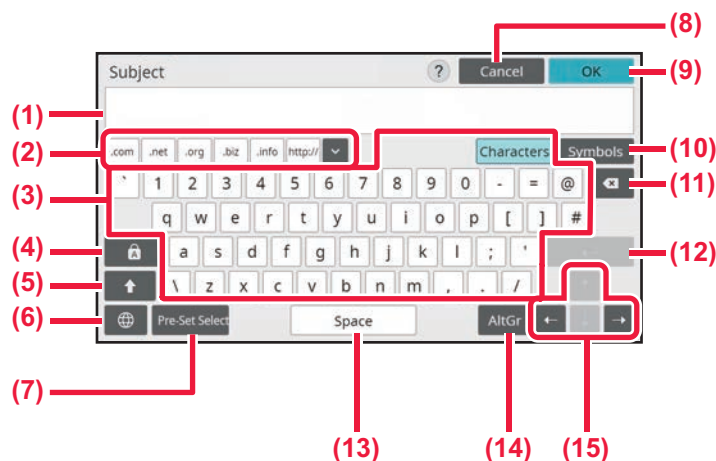 (8)
Subject ? Cancel OK (9)
(1)
(2) .com .net .org .biz .info http:// Characters Symbols (10)
(3) ` 1 2 3 4 5 6 7 8 9 0 - = @ (11)
q w e r t y u i o p [ ] #
(4) A a s d f g h j k l ; ' (12)
(5) \ z x c v b n m , . /
(6) Pre-Set Select Space AltGr ← ↓ →
(7)
(13) (14) (15)